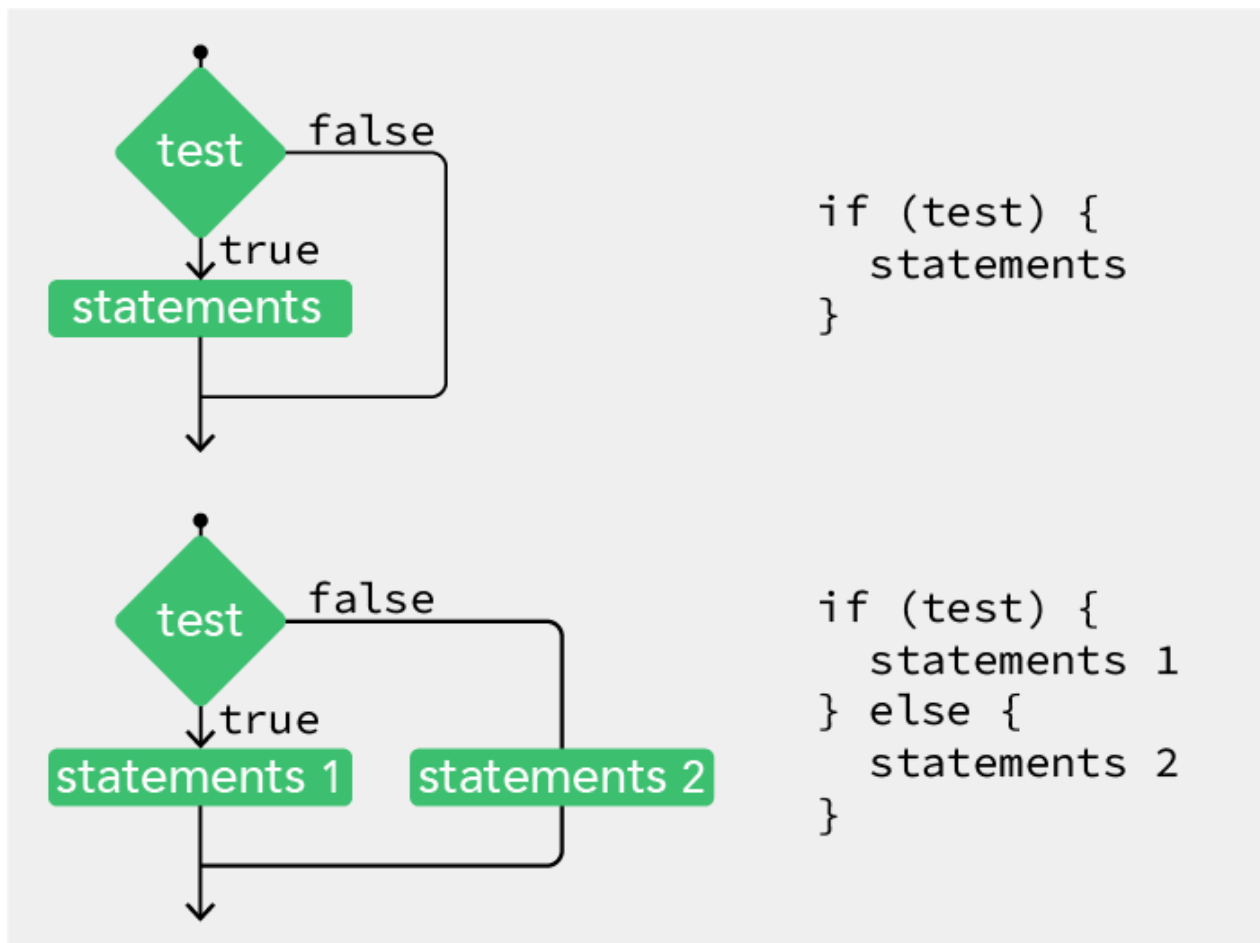 test
false
true
statements
if (test) {
  statements
}
test
false
true
statements 1
statements 2
if (test) {
  statements 1
} else {
  statements 2
}